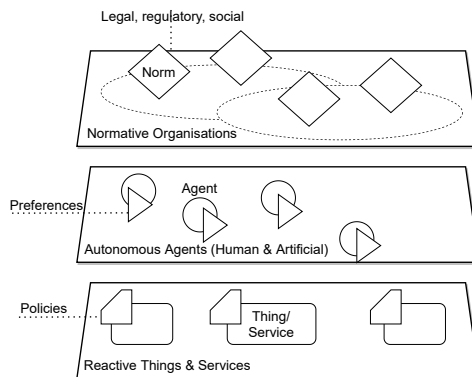 Legal, regulatory, social
Norm
Normative Organisations
Preferences
Agent
Autonomous Agents (Human & Artificial)
Policies
Thing/
Service
Reactive Things & Services